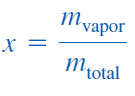 x = m_vapor / m_total